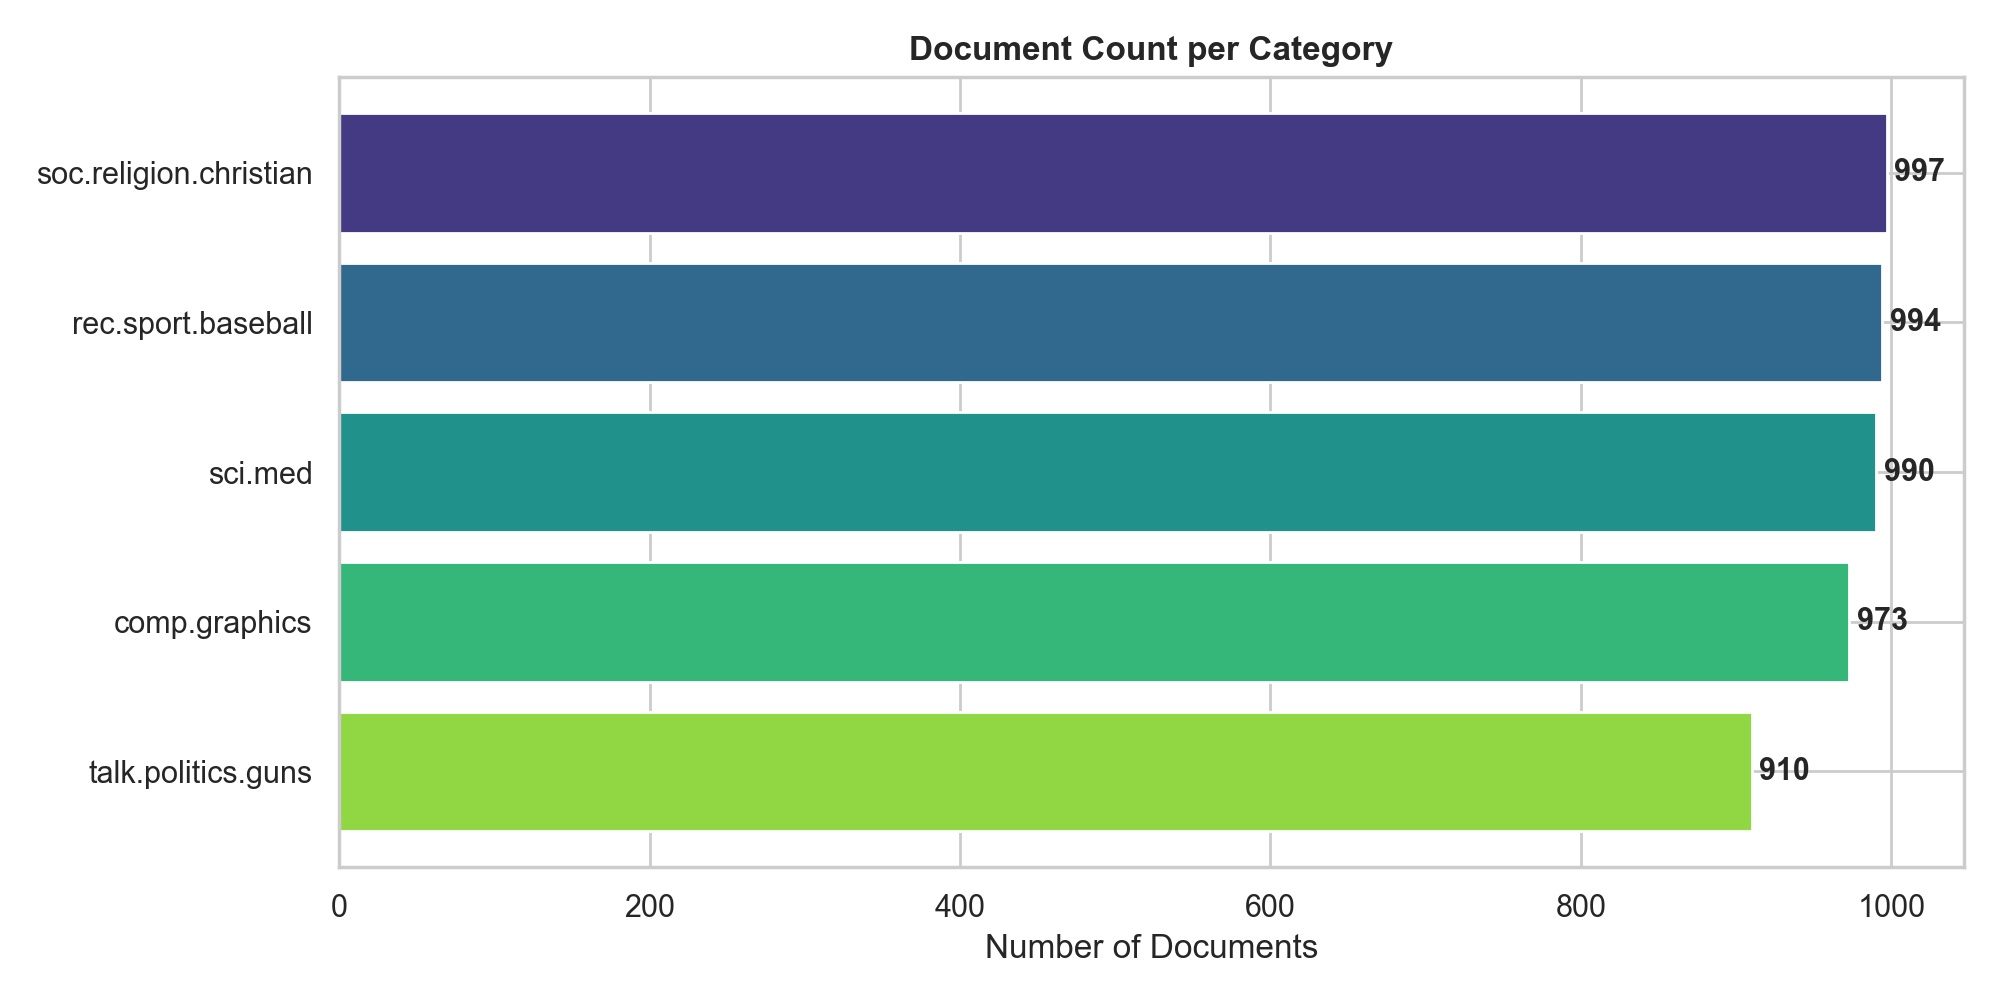 Document Count per Category
soc.religion.christian 997
rec.sport.baseball 994
sci.med 990
comp.graphics 973
talk.politics.guns 910
0 200 400 600 800 1000
Number of Documents